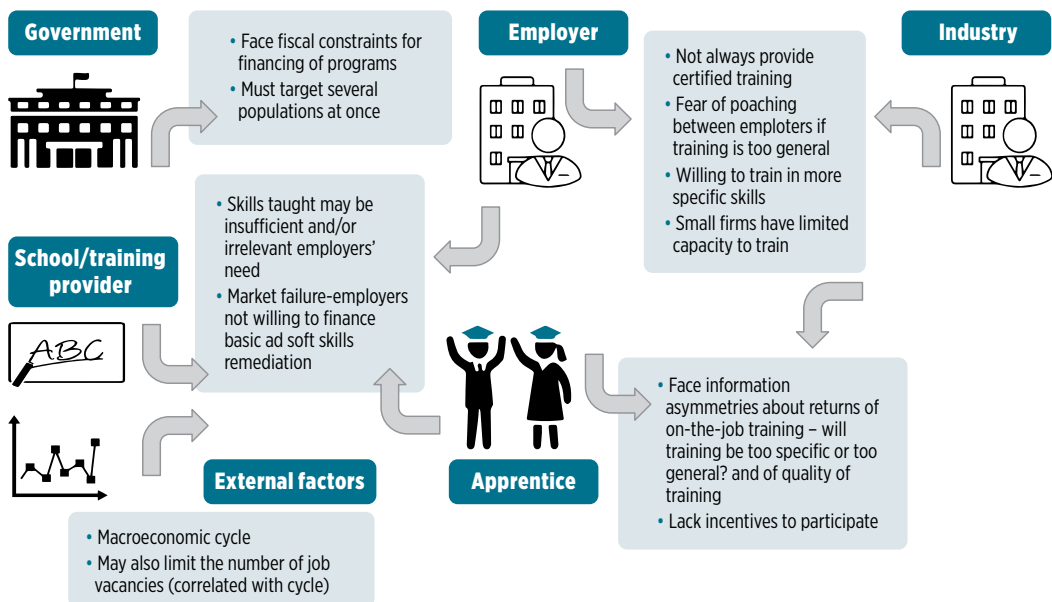 Government
• Face fiscal constraints for
financing of programs
• Must target several
populations at once
Employer
• Not always provide
certified training
• Fear of poaching
between emploters if
training is too general
• Willing to train in more
specific skills
• Small firms have limited
capacity to train
Industry
School/training
provider
ABC
• Skills taught may be
insufficient and/or
irrelevant employers'
need
• Market failure-employers
not willing to finance
basic ad soft skills
remediation
External factors
• Macroeconomic cycle
• May also limit the number of job
vacancies (correlated with cycle)
Apprentice
• Face information
asymmetries about returns of
on-the-job training – will
training be too specific or too
general? and of quality of
training
• Lack incentives to participate